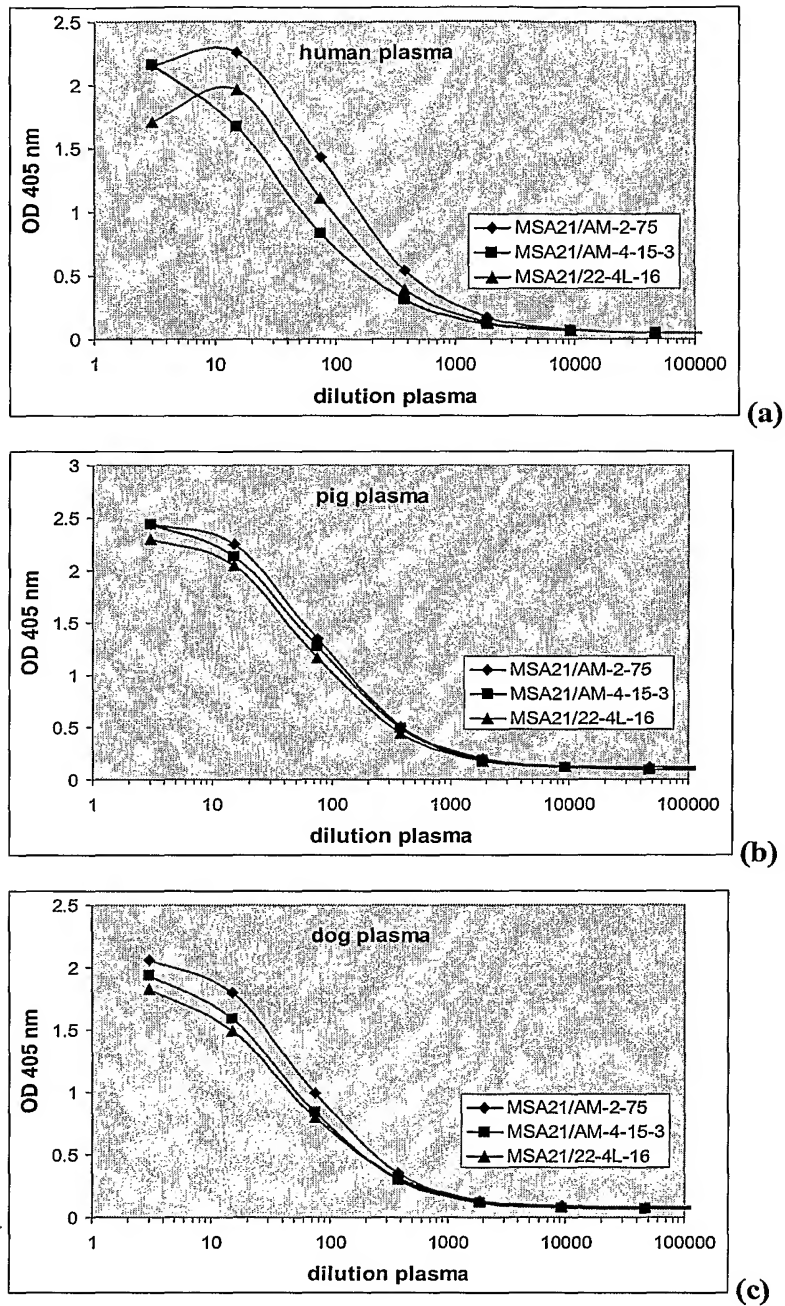 human plasma
2.5
2
1.5
1
0.5
0
OD 405 nm
MSA21/AM-2-75
MSA21/AM-4-15-3
MSA21/22-4L-16
1 10 100 1000 10000 100000
dilution plasma
(a)
pig plasma
3
2.5
2
1.5
1
0.5
0
OD 405 nm
MSA21/AM-2-75
MSA21/AM-4-15-3
MSA21/22-4L-16
1 10 100 1000 10000 100000
dilution plasma
(b)
dog plasma
2.5
2
1.5
1
0.5
0
OD 405 nm
MSA21/AM-2-75
MSA21/AM-4-15-3
MSA21/22-4L-16
1 10 100 1000 10000 100000
dilution plasma
(c)